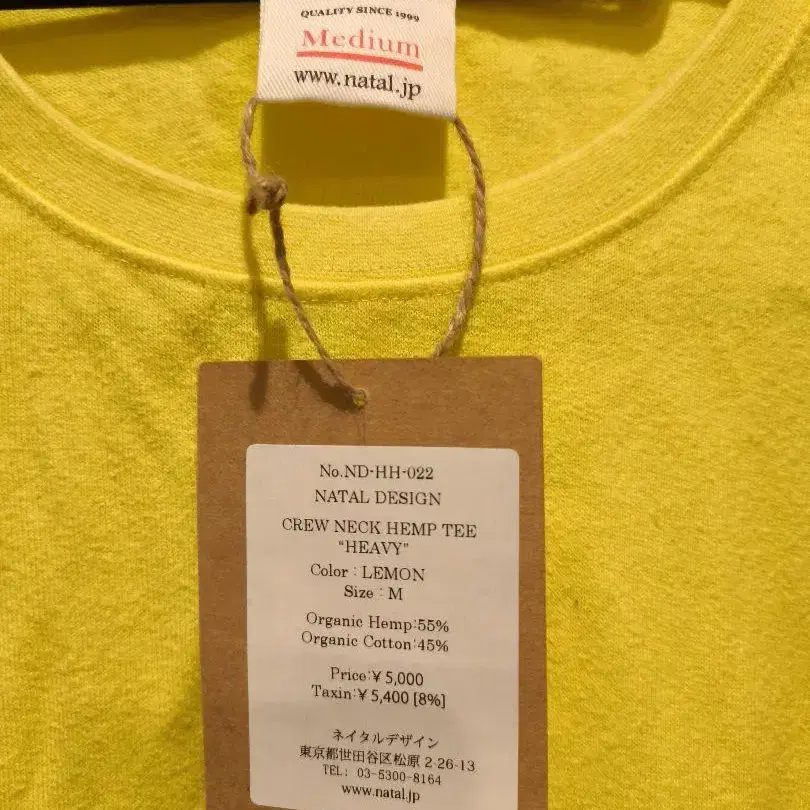 QUALITY SINCE 1999
Medium
www.natal.jp
No.ND-HH-022
NATAL DESIGN
CREW NECK HEMP TEE
"HEAVY"
Color : LEMON
Size : M
Organic Hemp:55%
Organic Cotton:45%
Price:¥ 5,000
Taxin:¥ 5,400 [8%]
ネイタルデザイン
東京都世田谷区松原 2-26-13
TEL: 03-5300-8164
www.natal.jp